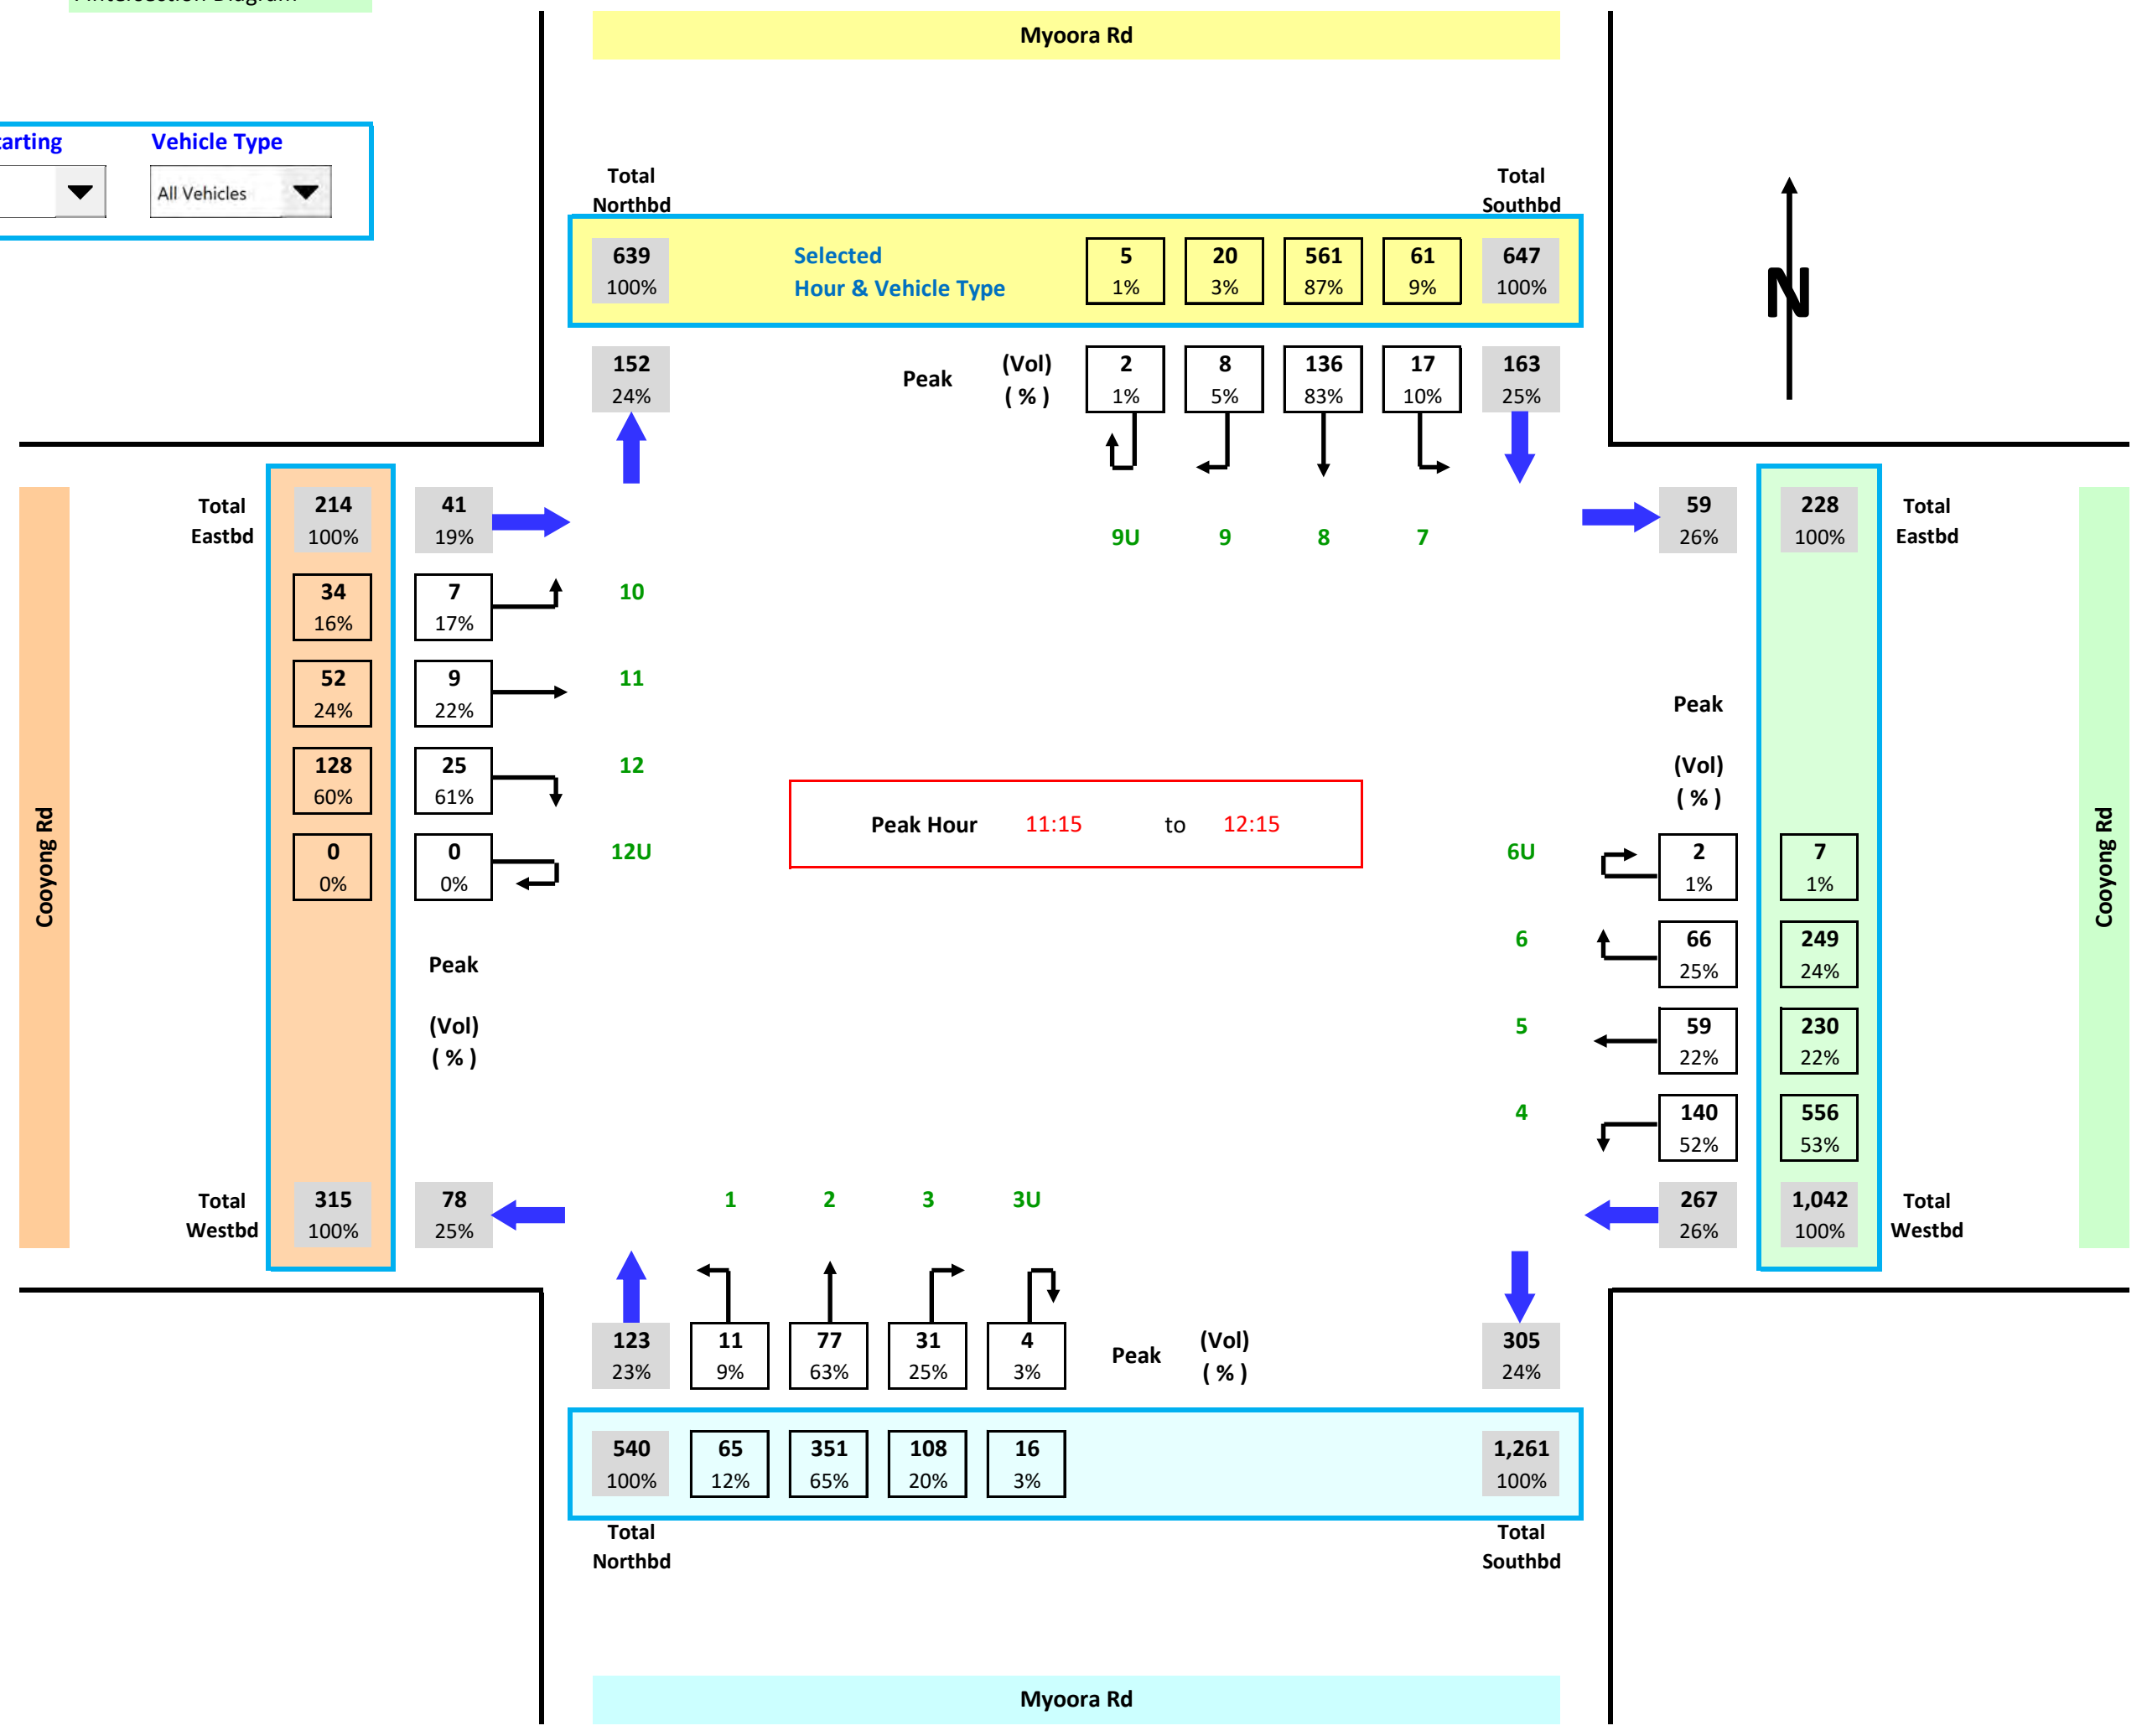 Intersection Diagram
Myoora Rd
Vehicle Type
All Vehicles
Total
Northbd
Total
Southbd
639
100%
Selected
Hour & Vehicle Type
5
1%
20
3%
561
87%
61
9%
647
100%
N
152
24%
Peak
(Vol)
( % )
2
1%
8
5%
136
83%
17
10%
163
25%
Total
Eastbd
214
100%
41
19%
9U 9 8 7
59
26%
228
100%
Total
Eastbd
34
16%
7
17%
10
52
24%
9
22%
11
128
60%
25
61%
12
0
0%
0
0%
12U
Cooyong Rd
Peak
(Vol)
( % )
Peak Hour 11:15 to 12:15
Peak
(Vol)
( % )
6U
2
1%
7
1%
6
66
25%
249
24%
5
59
22%
230
22%
4
140
52%
556
53%
Cooyong Rd
Total
Westbd
315
100%
78
25%
1 2 3 3U
267
26%
1,042
100%
Total
Westbd
123
23%
11
9%
77
63%
31
25%
4
3%
Peak
(Vol)
( % )
305
24%
540
100%
65
12%
351
65%
108
20%
16
3%
1,261
100%
Total
Northbd
Total
Southbd
Myoora Rd